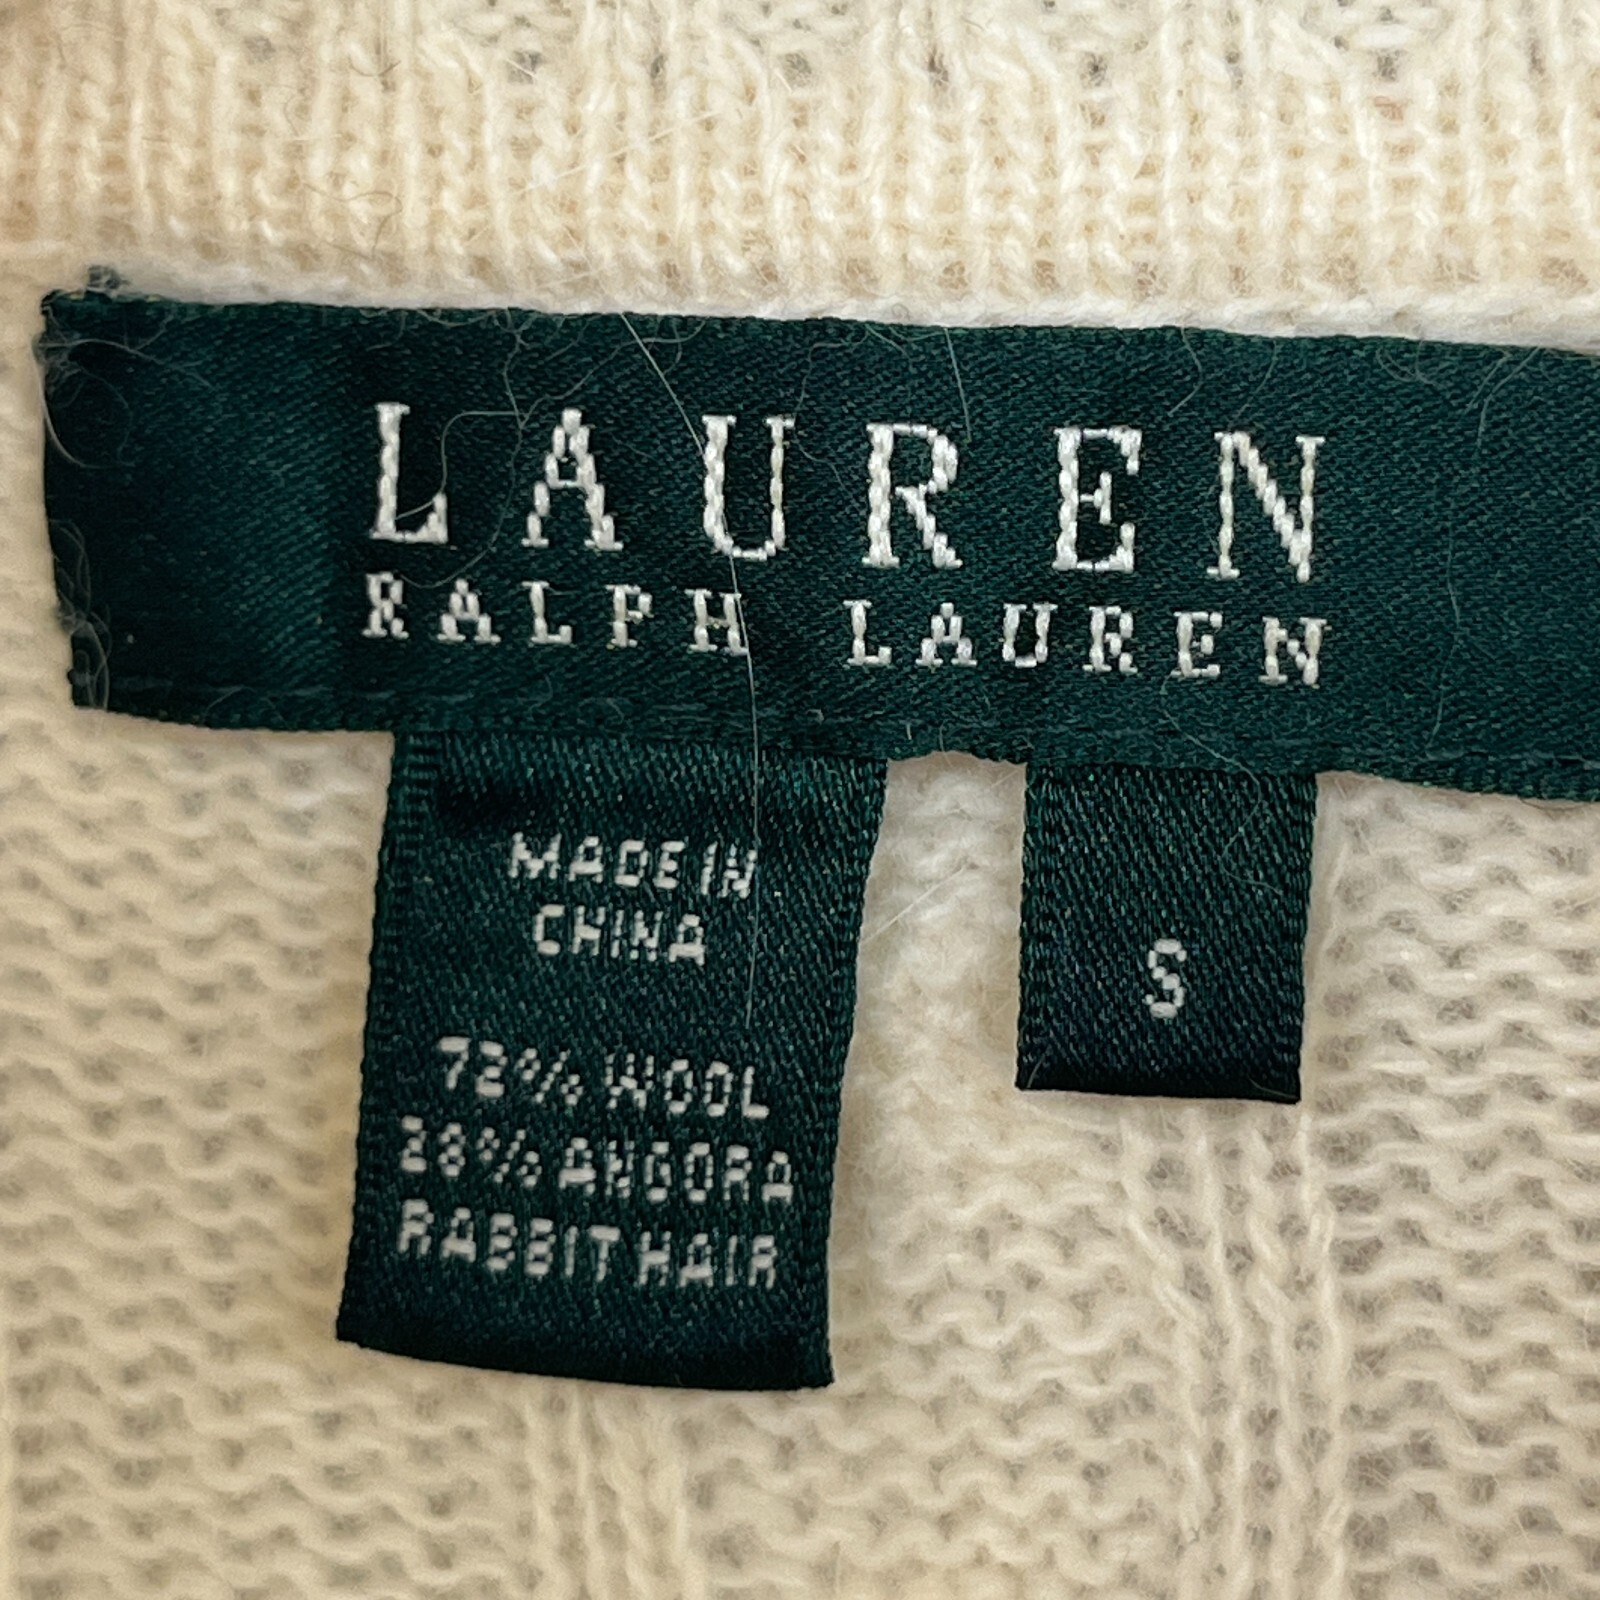 LAUREN
RALPH LAUREN
MADE IN
CHINA
72% WOOL
28% ANGORA
RABBIT HAIR
S